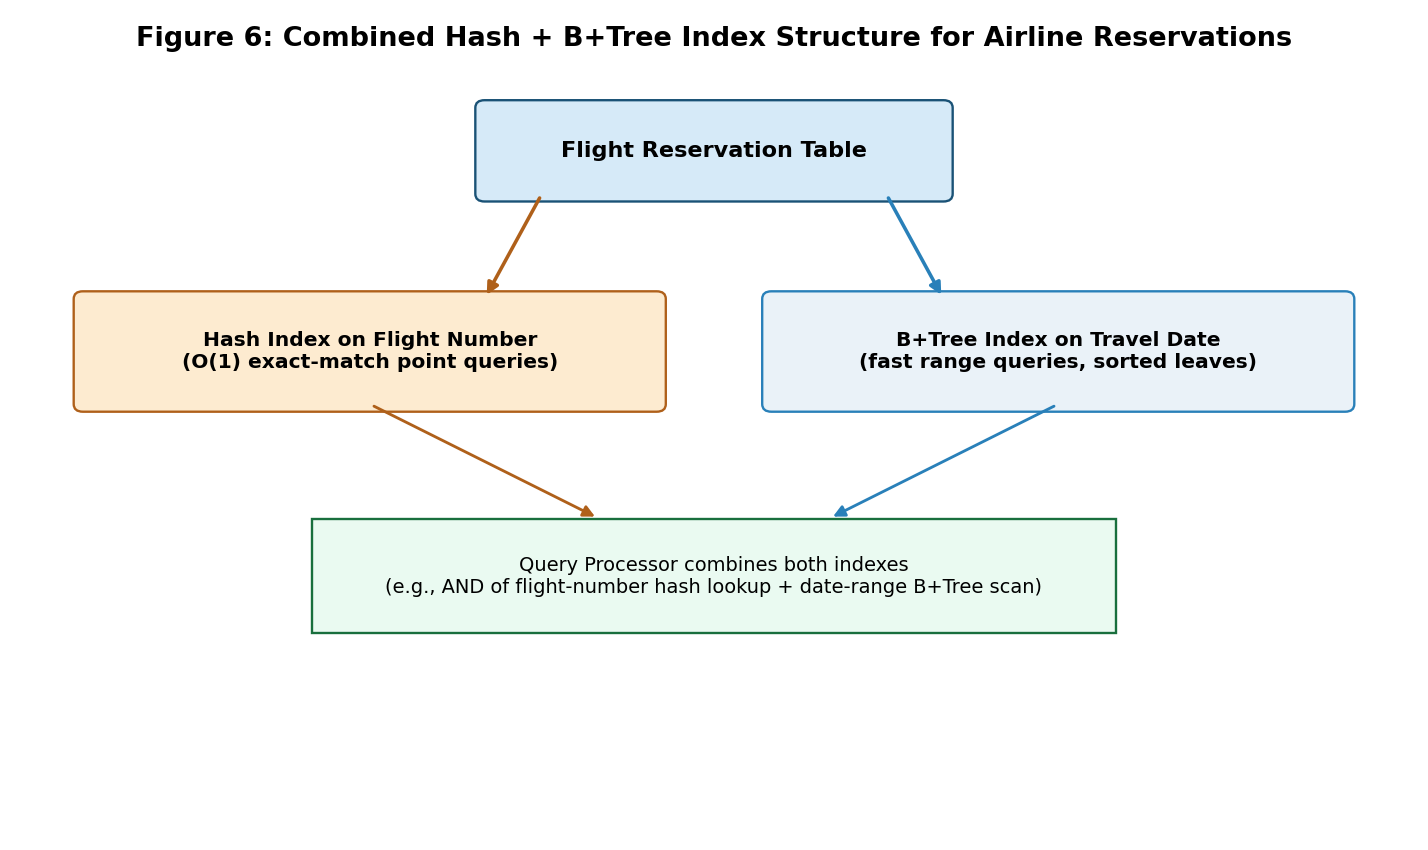 Figure 6: Combined Hash + B+Tree Index Structure for Airline Reservations
Flight Reservation Table
Hash Index on Flight Number
(O(1) exact-match point queries)
B+Tree Index on Travel Date
(fast range queries, sorted leaves)
Query Processor combines both indexes
(e.g., AND of flight-number hash lookup + date-range B+Tree scan)